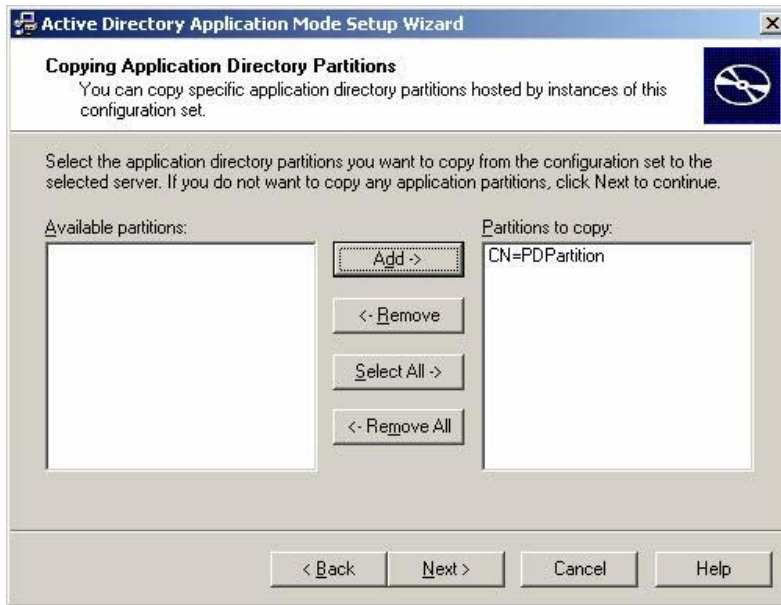 Active Directory Application Mode Setup Wizard
Copying Application Directory Partitions
You can copy specific application directory partitions hosted by instances of this
configuration set.
Select the application directory partitions you want to copy from the configuration set to the
selected server. If you do not want to copy any application partitions, click Next to continue.
Available partitions:
Partitions to copy:
Add ->
CN=PDPartition
<- Remove
Select All ->
<- Remove All
< Back
Next >
Cancel
Help